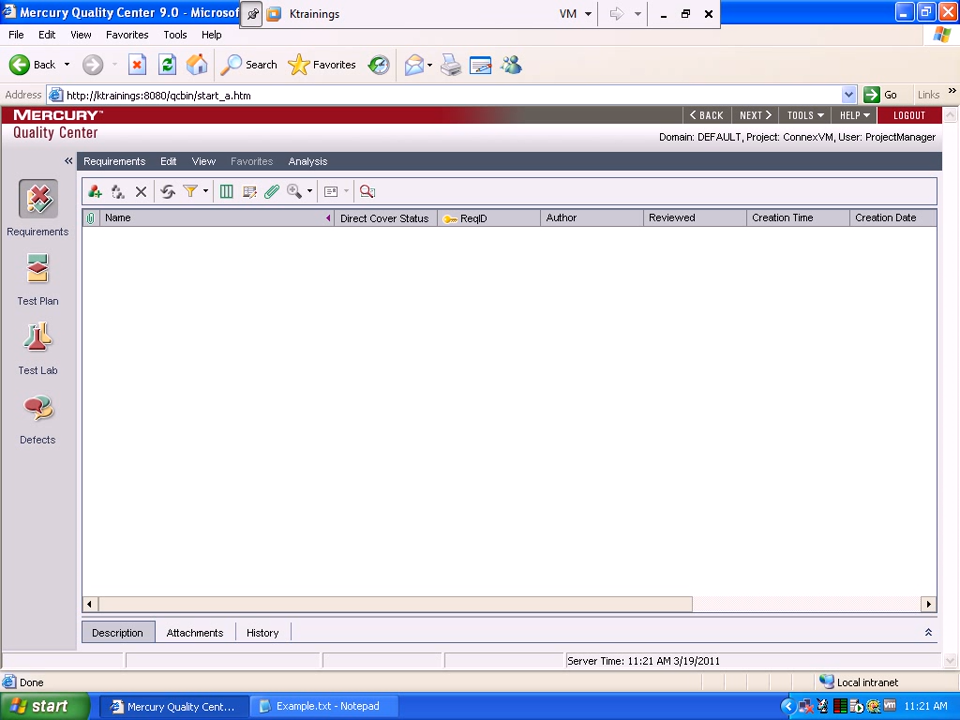 Mercury Quality Center 9.0 - Microsof
Ktrainings
VM
File Edit View Favorites Tools Help
Back Search Favorites
Address http://ktrainings:8080/qcbin/start_a.htm Go Links »
MERCURY™
< BACK NEXT > TOOLS HELP LOGOUT
Quality Center
Domain: DEFAULT, Project: ConnexVM, User: ProjectManager
« Requirements Edit View Favorites Analysis
Requirements
Name Direct Cover Status ReqID Author Reviewed Creation Time Creation Date
Test Plan
Test Lab
Defects
Description Attachments History
Server Time: 11:21 AM 3/19/2011
Done Local intranet
start Mercury Quality Cent... Example.txt - Notepad 11:21 AM